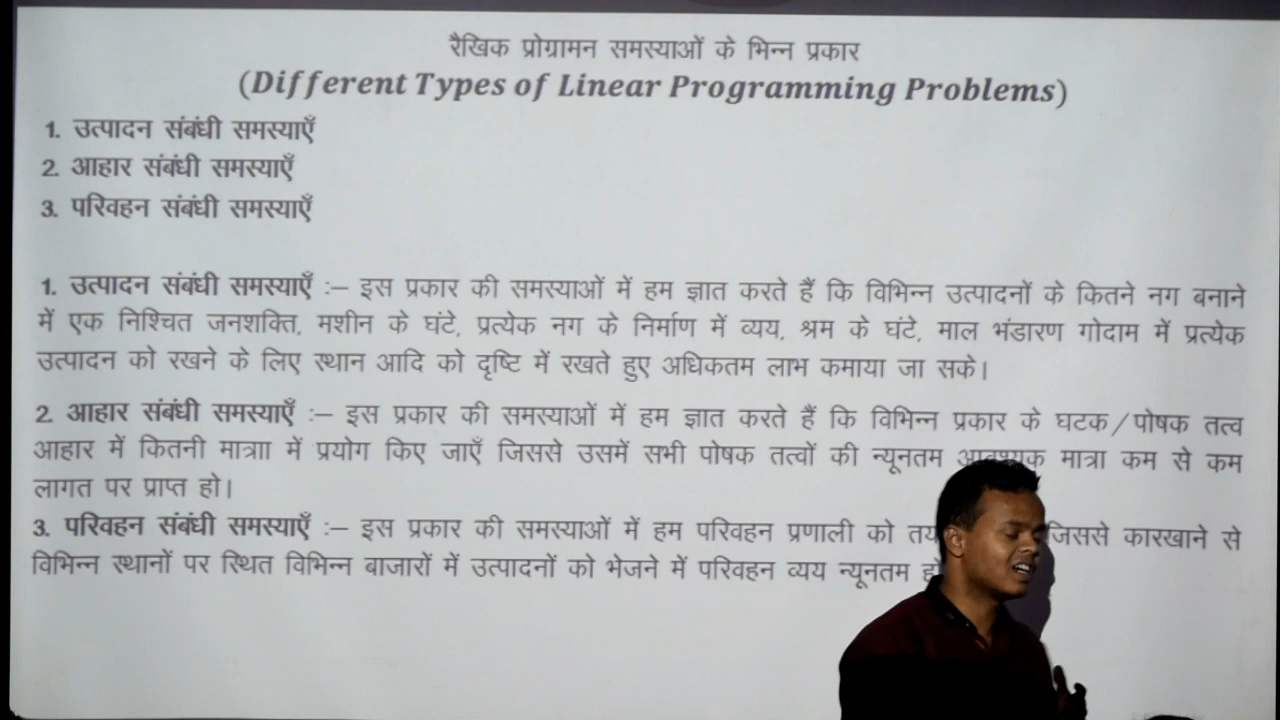 रैखिक प्रोग्रामन समस्याओं के भिन्न प्रकार
(Different Types of Linear Programming Problems)
1. उत्पादन संबंधी समस्याएँ
2. आहार संबंधी समस्याएँ
3. परिवहन संबंधी समस्याएँ
1. उत्पादन संबंधी समस्याएँ :– इस प्रकार की समस्याओं में हम ज्ञात करते हैं कि विभिन्न उत्पादनों के कितने नग बनाने
में एक निश्चित जनशक्ति, मशीन के घंटे, प्रत्येक नग के निर्माण में व्यय, श्रम के घंटे, माल भंडारण गोदाम में प्रत्येक
उत्पादन को रखने के लिए स्थान आदि को दृष्टि में रखते हुए अधिकतम लाभ कमाया जा सके।
2. आहार संबंधी समस्याएँ :– इस प्रकार की समस्याओं में हम ज्ञात करते हैं कि विभिन्न प्रकार के घटक/पोषक तत्व
आहार में कितनी मात्राा में प्रयोग किए जाएँ जिससे उसमें सभी पोषक तत्वों की न्यूनतम आवश्यक मात्रा कम से कम
लागत पर प्राप्त हो।
3. परिवहन संबंधी समस्याएँ :– इस प्रकार की समस्याओं में हम परिवहन प्रणाली को तय जिससे कारखाने से
विभिन्न स्थानों पर स्थित विभिन्न बाजारों में उत्पादनों को भेजने में परिवहन व्यय न्यूनतम